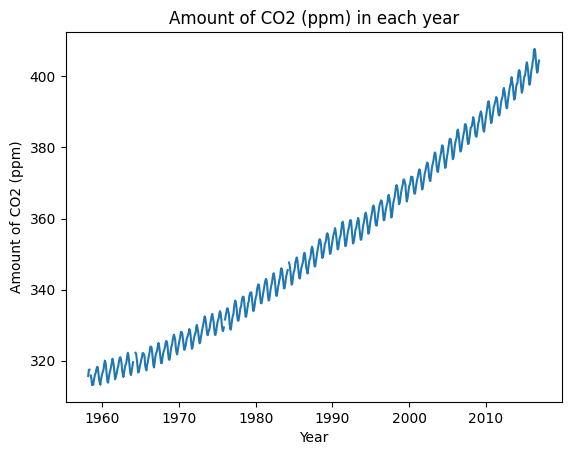 Amount of CO2 (ppm) in each year
400
380
360
340
320
Amount of CO2 (ppm)
1960 1970 1980 1990 2000 2010
Year